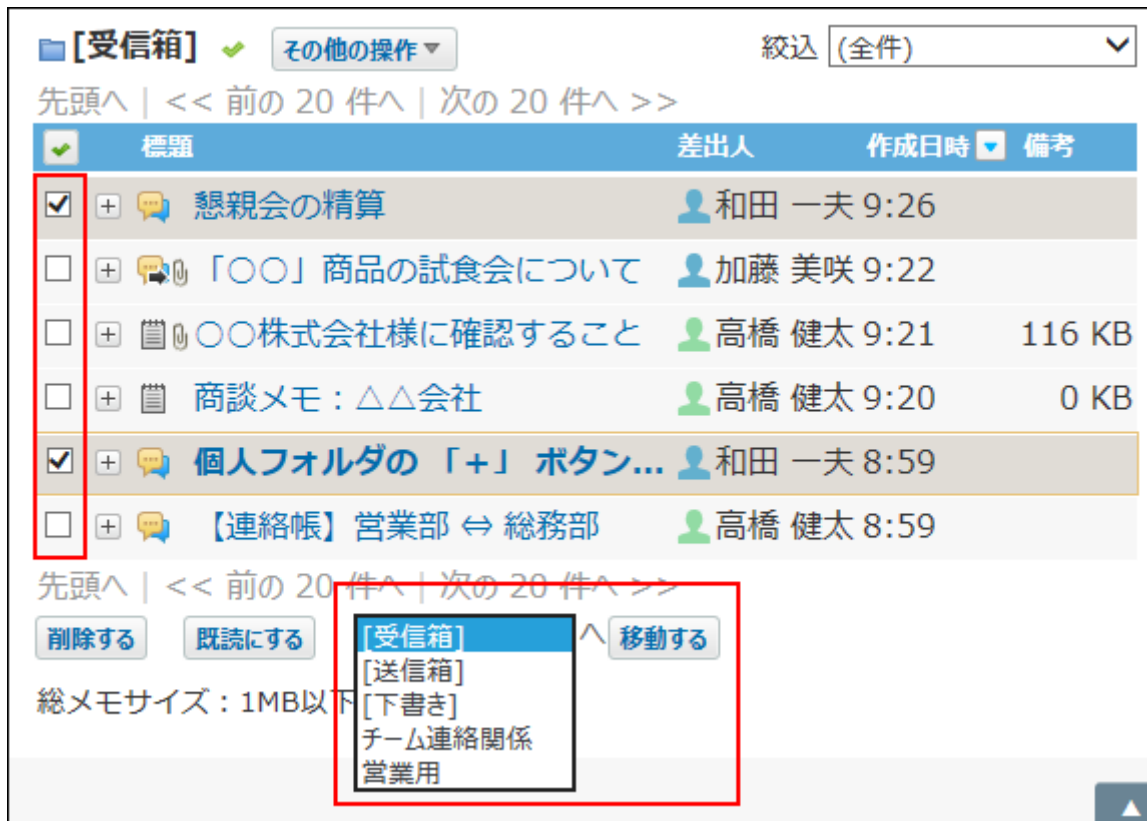 [受信箱] その他の操作▼ 絞込 (全件)
先頭へ | << 前の 20 件へ | 次の 20 件へ >>
標題 差出人 作成日時 備考
懇親会の精算 和田 一夫 9:26
「○○」商品の試食会について 加藤 美咲 9:22
○○株式会社様に確認すること 高橋 健太 9:21 116 KB
商談メモ：△△会社 高橋 健太 9:20 0 KB
個人フォルダの 「+」 ボタン... 和田 一夫 8:59
【連絡帳】営業部 ⇔ 総務部 高橋 健太 8:59
先頭へ | << 前の 20 件へ | 次の 20 件へ >>
削除する 既読にする [受信箱] へ 移動する
[送信箱]
総メモサイズ：1MB以下 [下書き]
チーム連絡関係
営業用